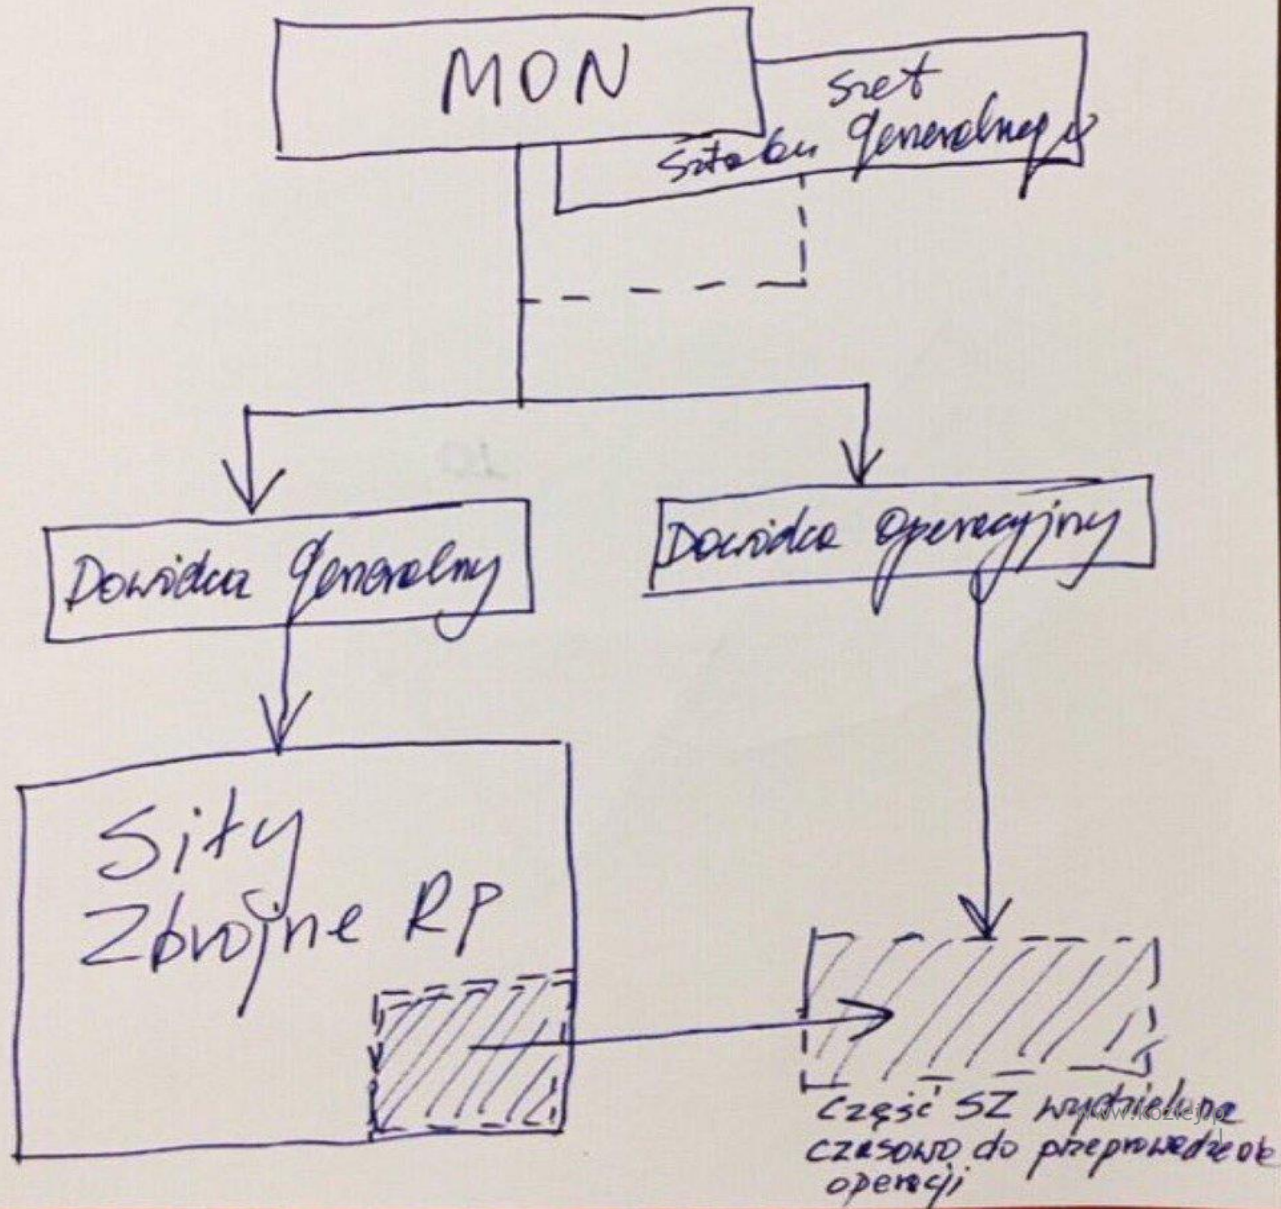 MON
Szef
Sztabu Generalnego
Dowódca Generalny
Dowódca Operacyjny
Siły
Zbrojne RP
Część SZ wydzielona
czasowo do przeprowadzenia
operacji